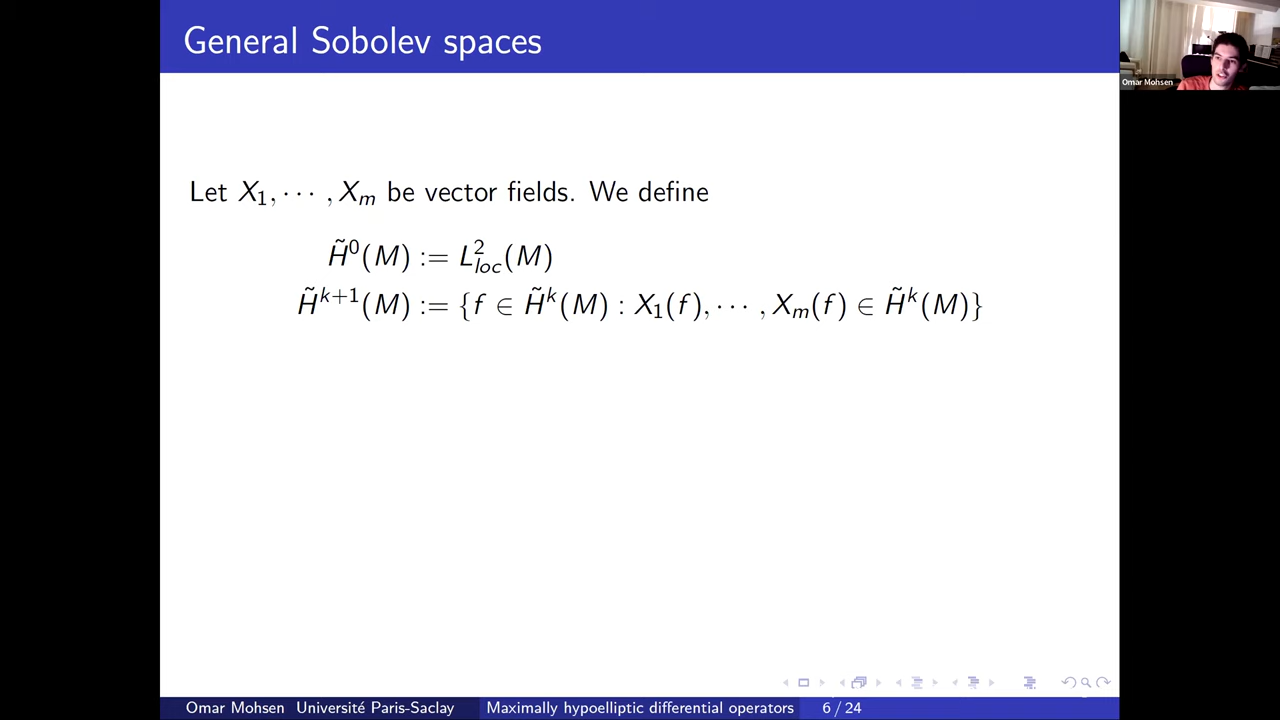 General Sobolev spaces
Omar Mohsen
Let X₁, ⋯ , Xₘ be vector fields. We define
H̃⁰(M) := L²_loc(M)
H̃ᵏ⁺¹(M) := {f ∈ H̃ᵏ(M) : X₁(f), ⋯ , Xₘ(f) ∈ H̃ᵏ(M)}
Omar Mohsen Université Paris-Saclay Maximally hypoelliptic differential operators 6 / 24